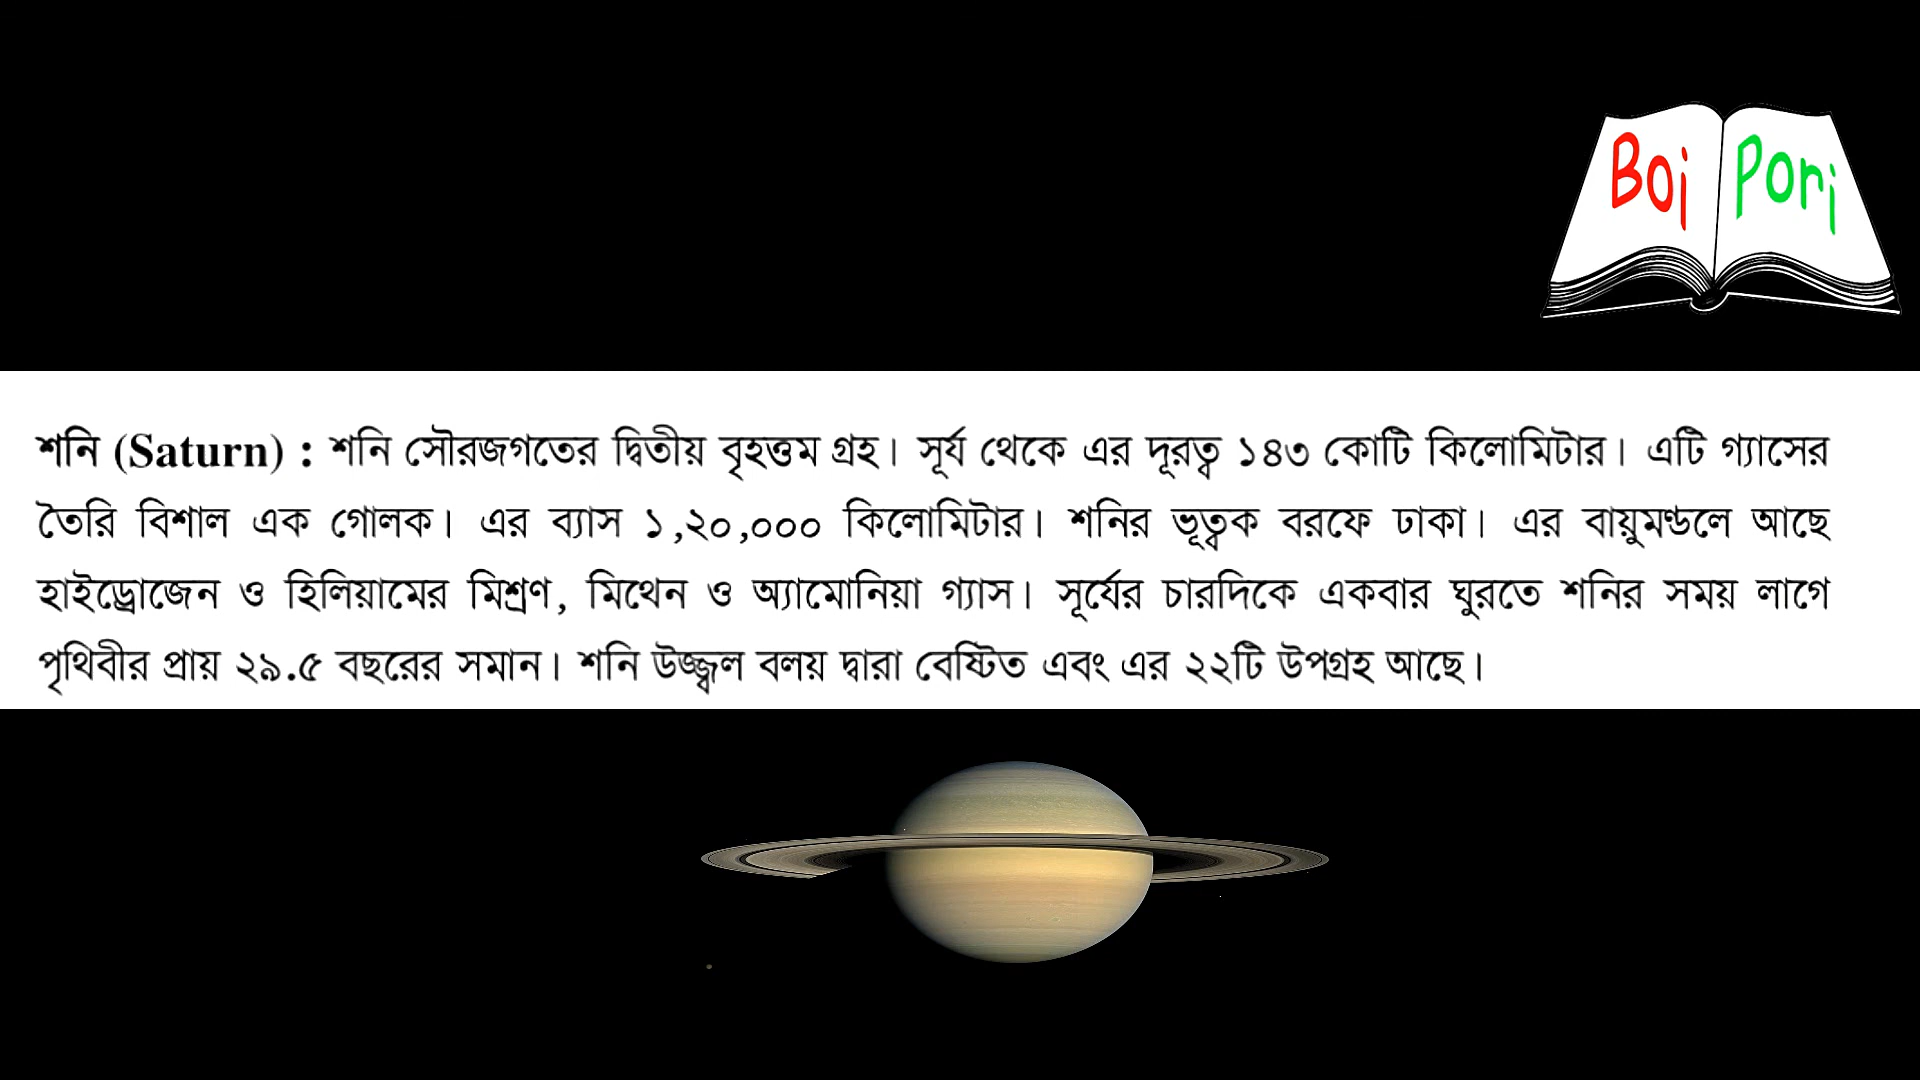 Boi Pori
শনি (Saturn) : শনি সৌরজগতের দ্বিতীয় বৃহত্তম গ্রহ। সূর্য থেকে এর দূরত্ব ১৪৩ কোটি কিলোমিটার। এটি গ্যাসের
তৈরি বিশাল এক গোলক। এর ব্যাস ১,২০,০০০ কিলোমিটার। শনির ভূত্বক বরফে ঢাকা। এর বায়ুমণ্ডলে আছে
হাইড্রোজেন ও হিলিয়ামের মিশ্রণ, মিথেন ও অ্যামোনিয়া গ্যাস। সূর্যের চারদিকে একবার ঘুরতে শনির সময় লাগে
পৃথিবীর প্রায় ২৯.৫ বছরের সমান। শনি উজ্জ্বল বলয় দ্বারা বেষ্টিত এবং এর ২২টি উপগ্রহ আছে।